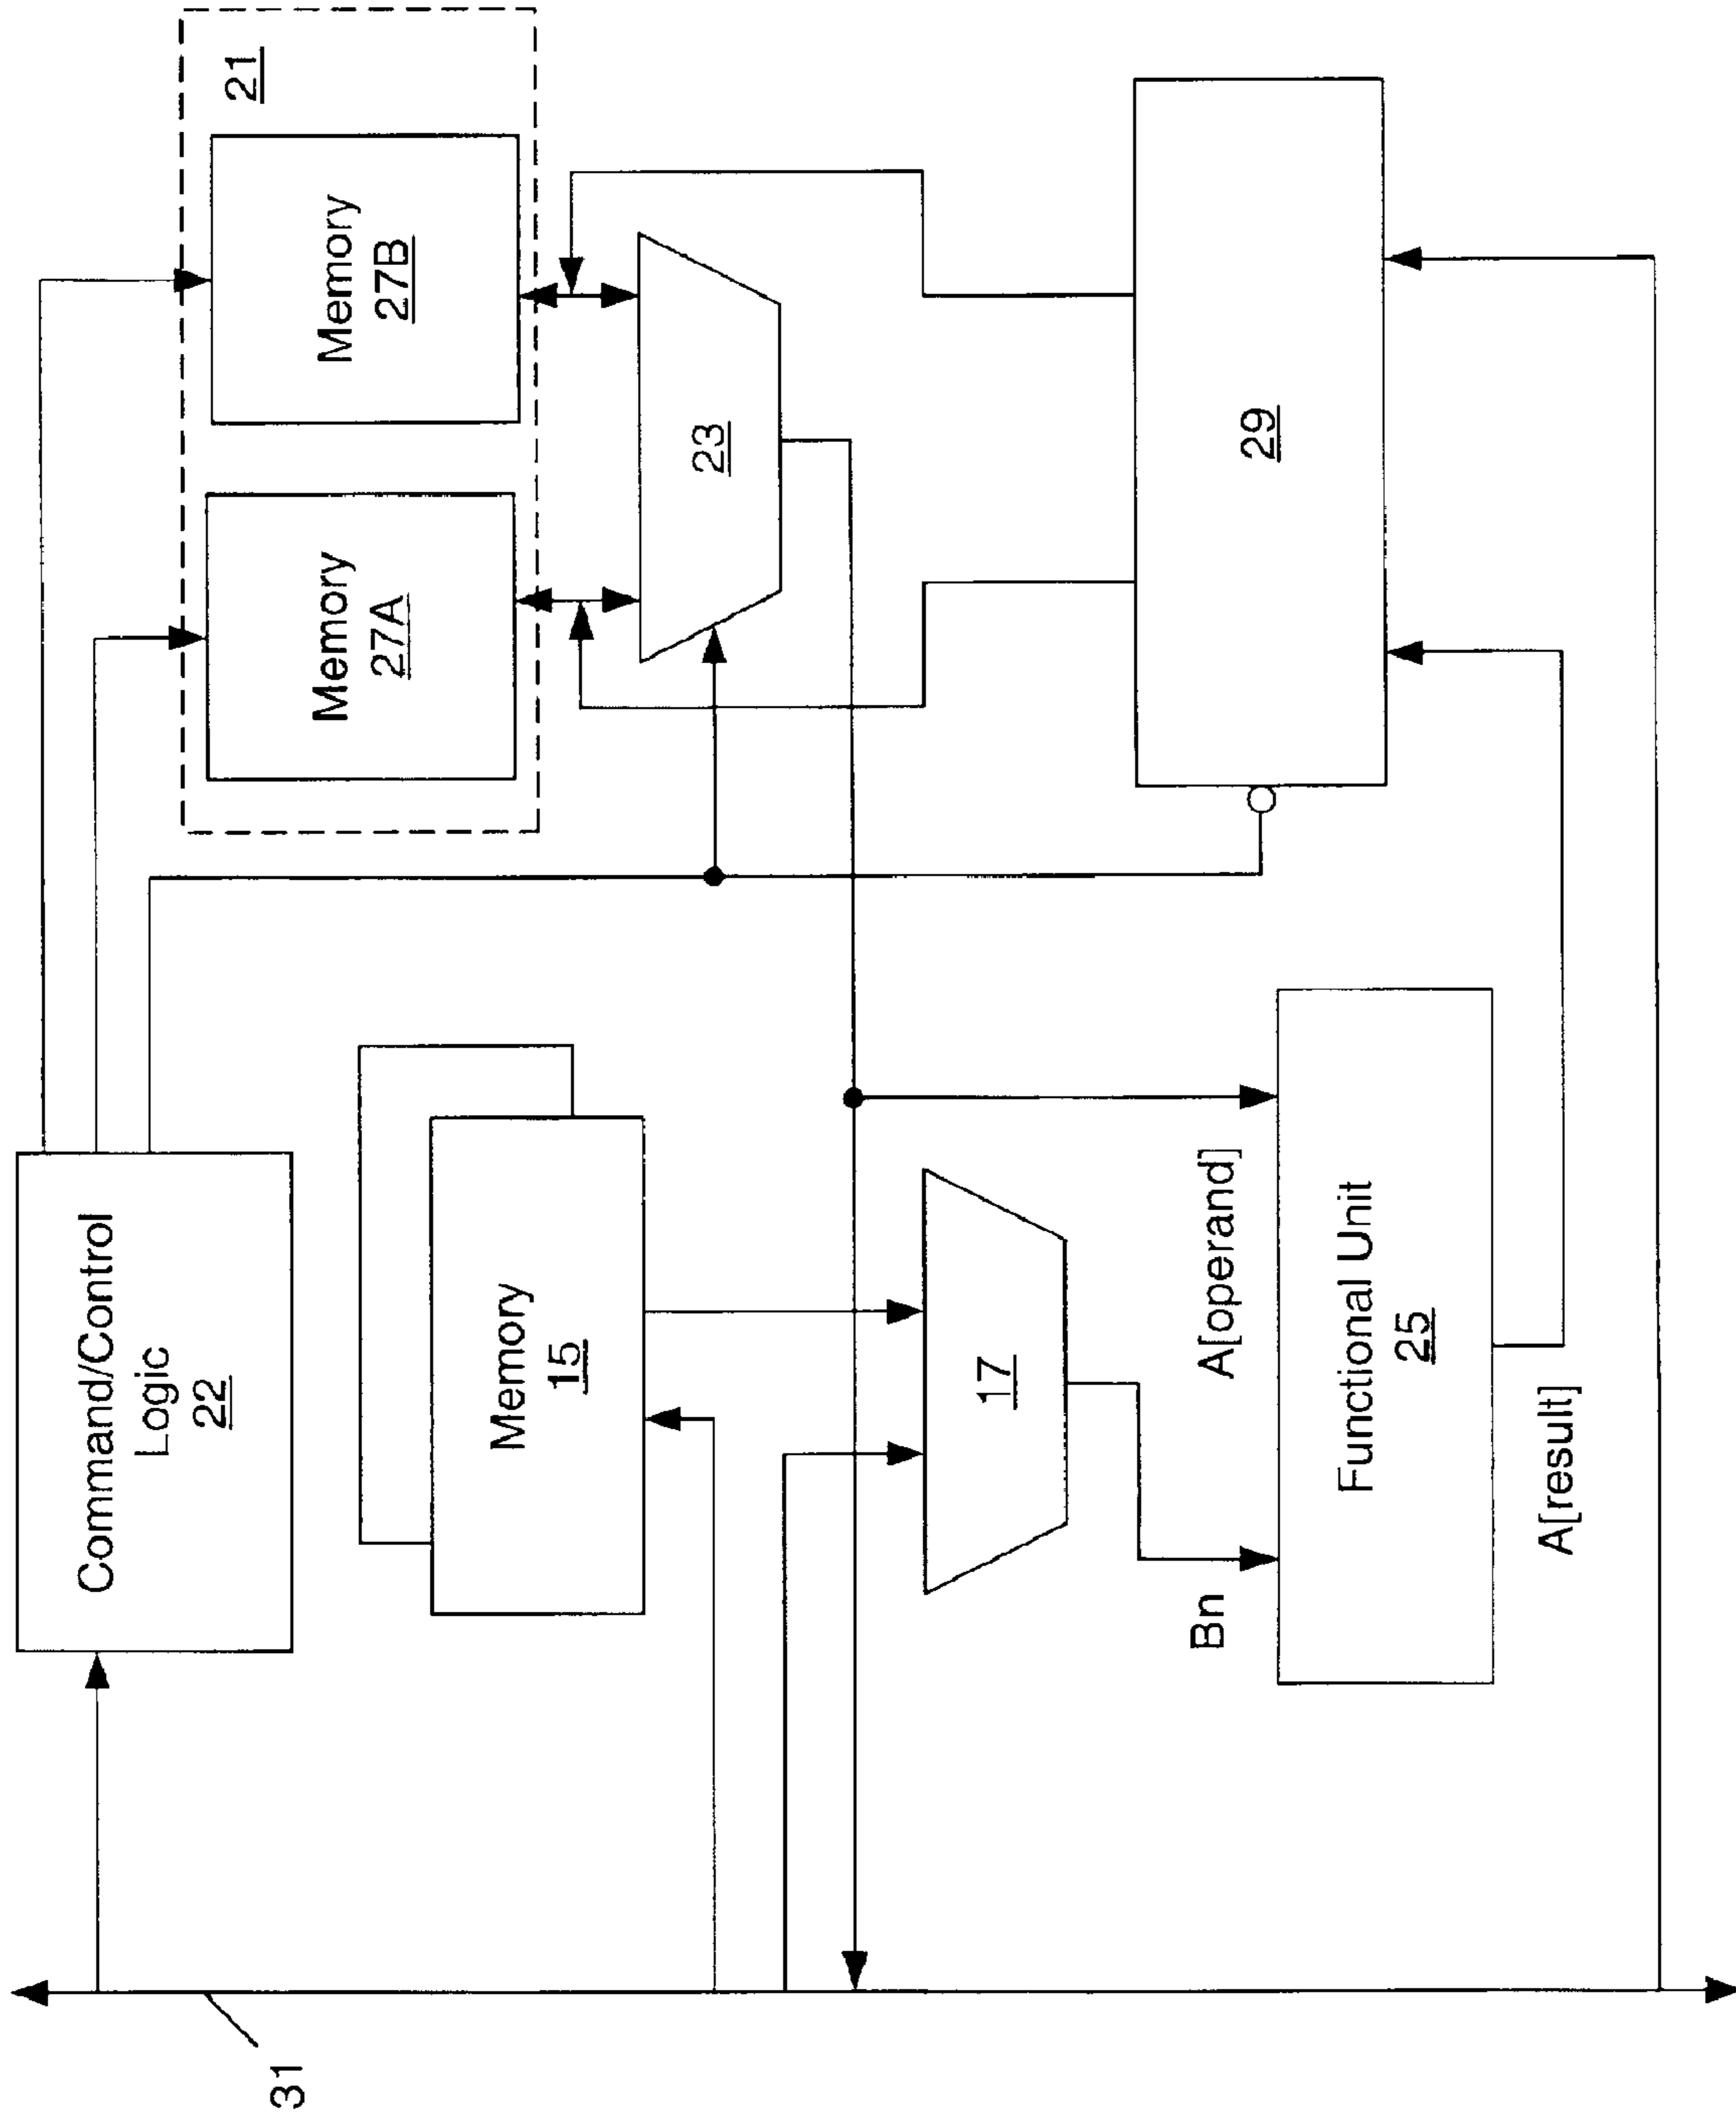 Command/Control
Logic
22
21
31
Memory
27A
Memory
27B
Memory
15
23
17
Bn
A[operand]
29
Functional Unit
25
A[result]